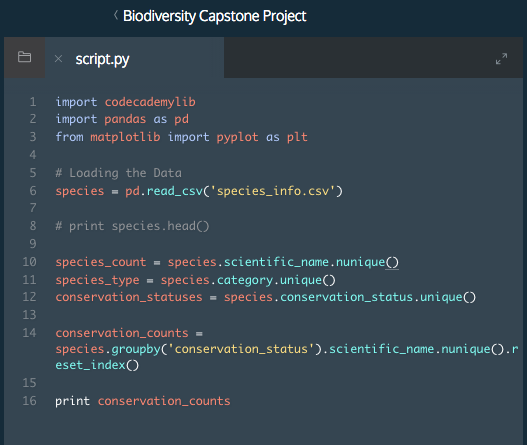 〈 Biodiversity Capstone Project
× script.py
1 import codecademylib
2 import pandas as pd
3 from matplotlib import pyplot as plt
4
5 # Loading the Data
6 species = pd.read_csv('species_info.csv')
7
8 # print species.head()
9
10 species_count = species.scientific_name.nunique()
11 species_type = species.category.unique()
12 conservation_statuses = species.conservation_status.unique()
13
14 conservation_counts =
species.groupby('conservation_status').scientific_name.nunique().r
eset_index()
15
16 print conservation_counts